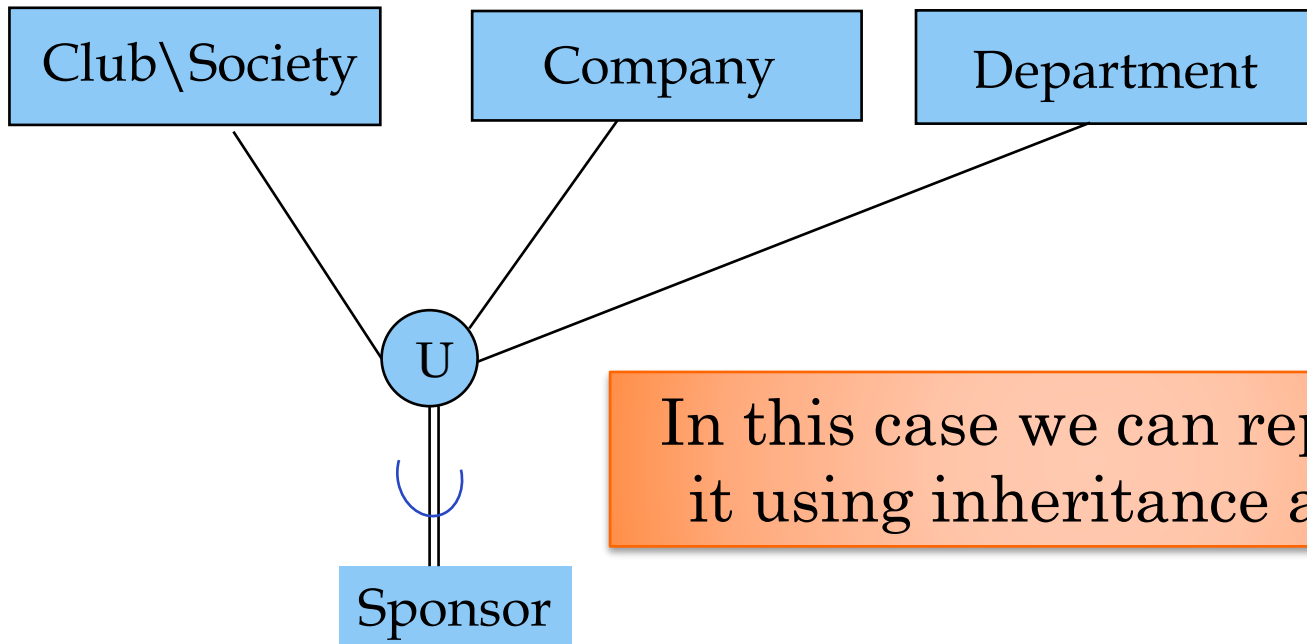 Club\Society
Company
Department
U
In this case we can rep
it using inheritance a
Sponsor